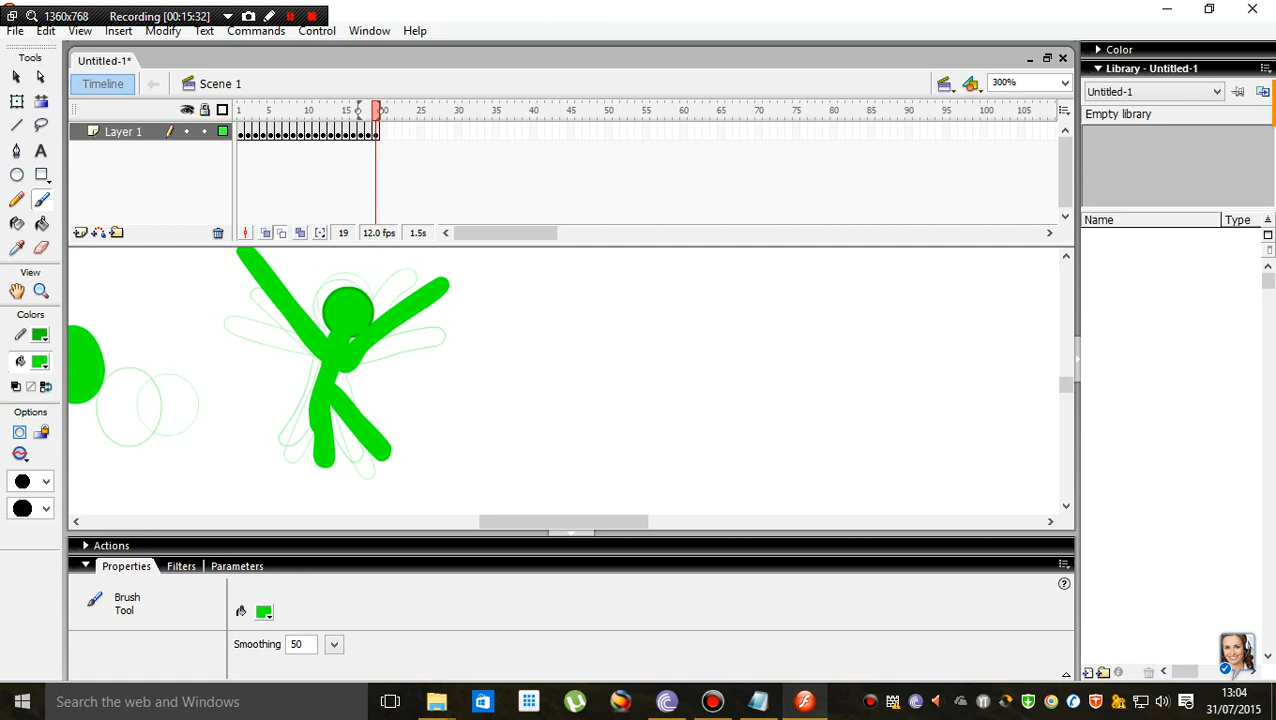 1360x768 Recording [00:15:32]
File Edit View Insert Modify Text Commands Control Window Help
Tools
Untitled-1*
Timeline Scene 1 300%
1 5 10 15 20 25 30 35 40 45 50 55 60 65 70 75 80 85 90 95 100 105
Layer 1
19 12.0 fps 1.5s
View
Colors
Options
Color
Library - Untitled-1
Untitled-1
Empty library
Name Type
Actions
Properties Filters Parameters
Brush
Tool
Smoothing 50
Search the web and Windows
13:04
31/07/2015